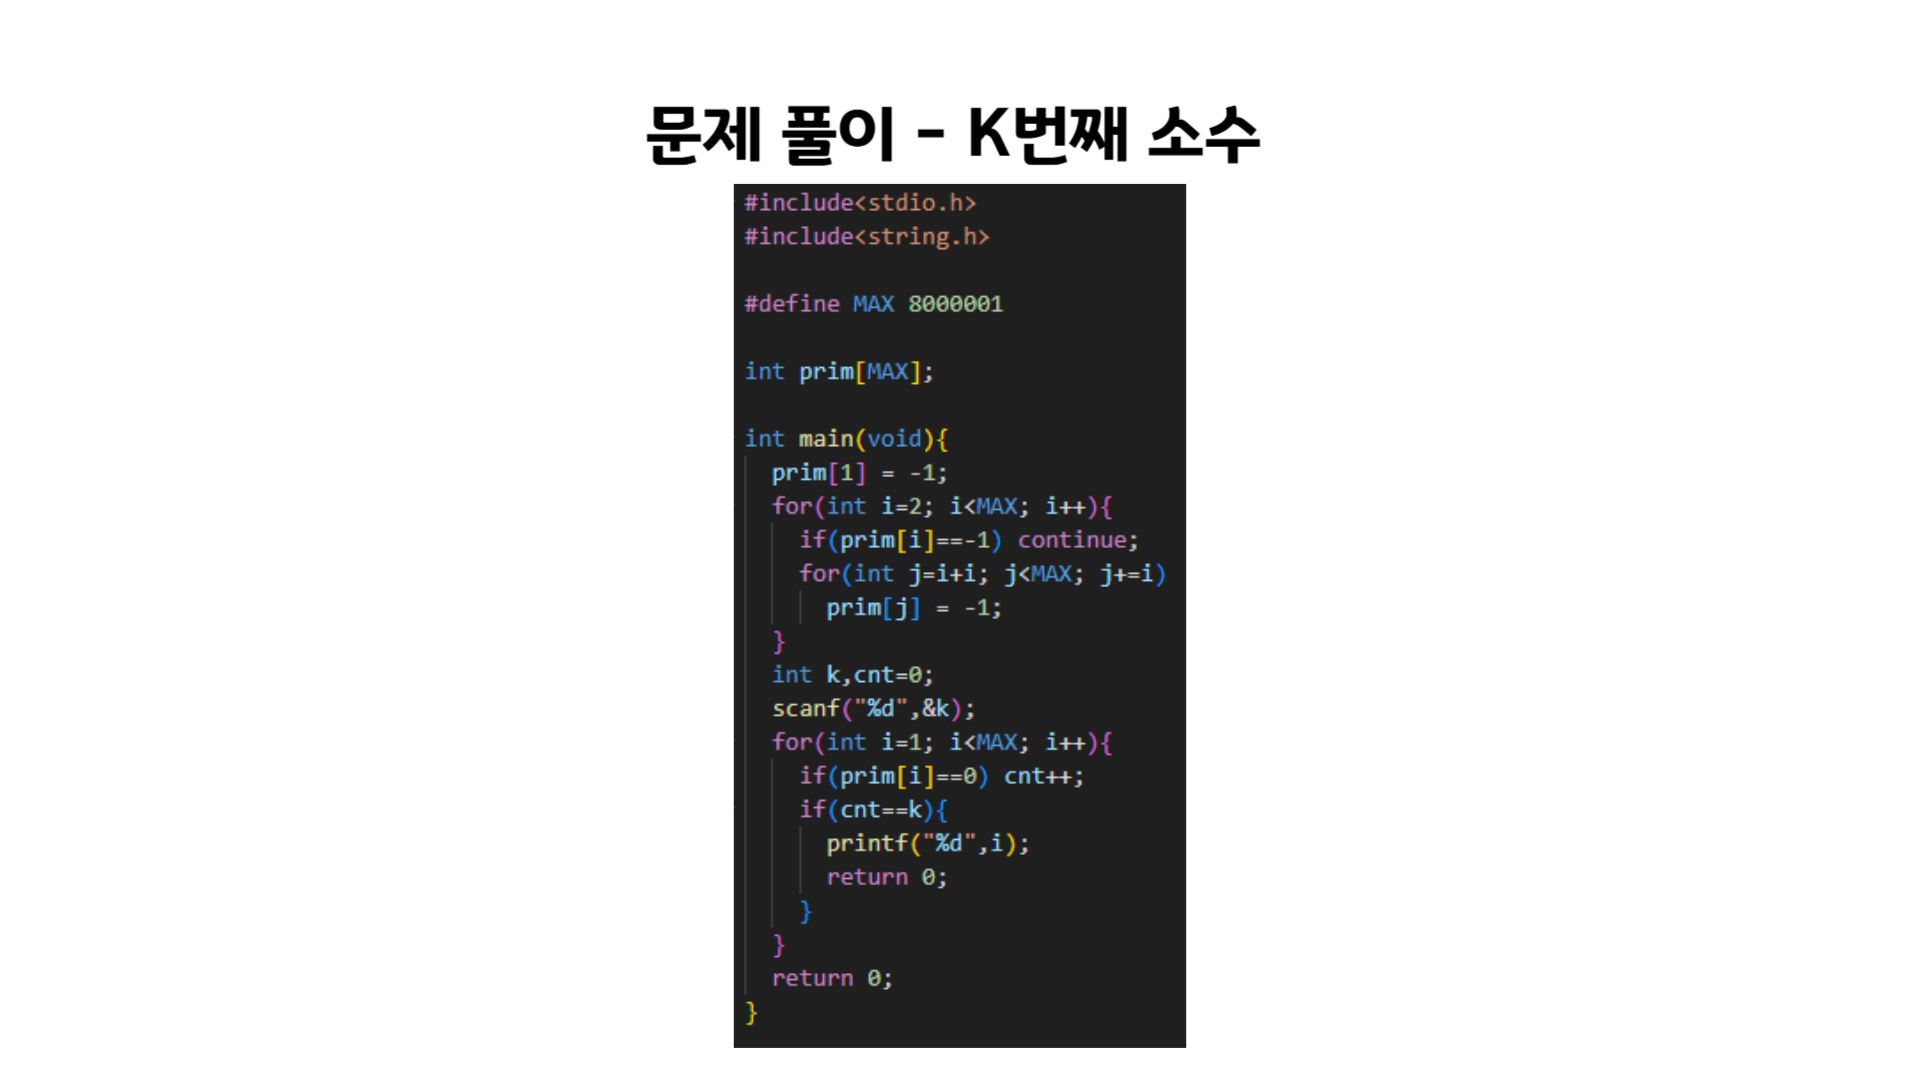 문제 풀이 - K번째 소수
#include<stdio.h>
#include<string.h>
#define MAX 8000001
int prim[MAX];
int main(void){
prim[1] = -1;
for(int i=2; i<MAX; i++){
if(prim[i]==-1) continue;
for(int j=i+i; j<MAX; j+=i)
prim[j] = -1;
}
int k,cnt=0;
scanf("%d",&k);
for(int i=1; i<MAX; i++){
if(prim[i]==0) cnt++;
if(cnt==k){
printf("%d",i);
return 0;
}
}
return 0;
}